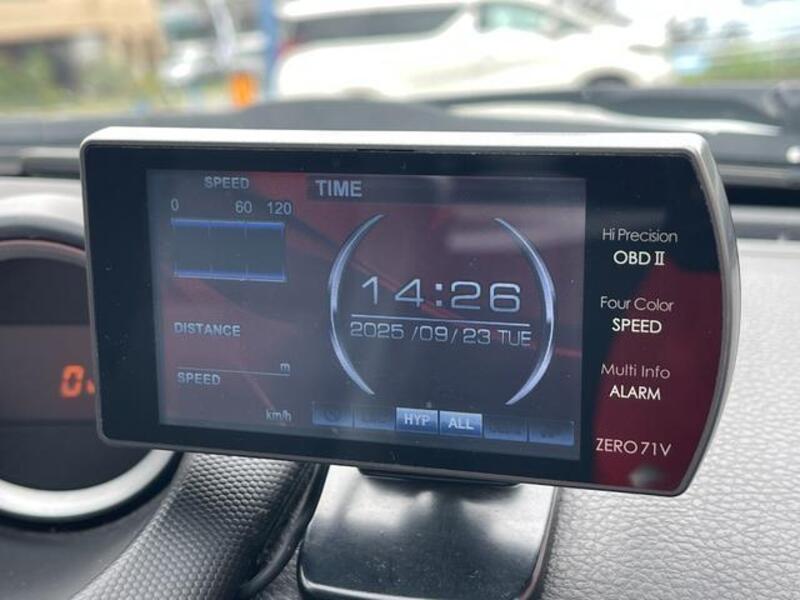 SPEED
0 60 120
TIME
14:26
2025 /09/23 TUE
DISTANCE
m
SPEED
km/h
HYP ALL
Hi Precision
OBD II
Four Color
SPEED
Multi Info
ALARM
ZERO 71V